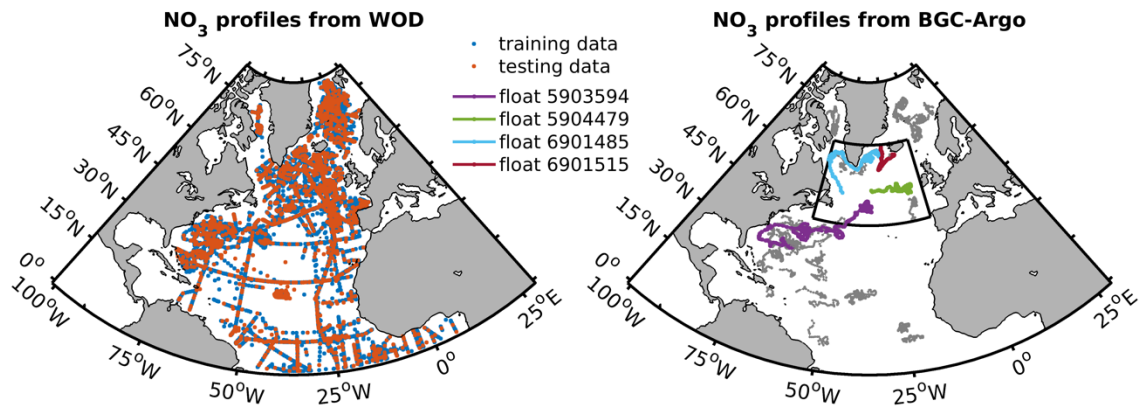 NO3 profiles from WOD
NO3 profiles from BGC-Argo
training data
testing data
float 5903594
float 5904479
float 6901485
float 6901515
75°N
60°N
45°N
30°N
15°N
0°
100°W
75°W
50°W
25°W
0°
25°E
75°N
60°N
45°N
30°N
15°N
0°
100°W
75°W
50°W
25°W
0°
25°E